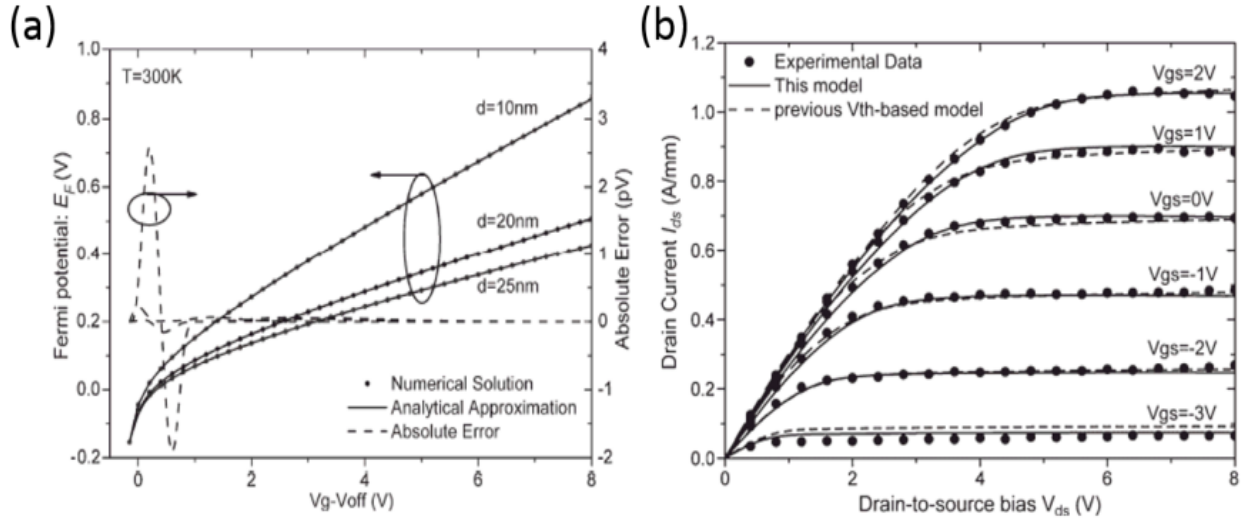 (a)
1.0
0.8
0.6
0.4
0.2
0.0
-0.2
Fermi potential: E_F (V)
T=300K
d=10nm
d=20nm
d=25nm
Numerical Solution
Analytical Approximation
Absolute Error
4
3
2
1
0
-1
-2
Absolute Error (pV)
0 2 4 6 8
Vg-Voff (V)
(b)
1.2
1.0
0.8
0.6
0.4
0.2
0.0
Drain Current I_ds (A/mm)
Experimental Data
This model
previous Vth-based model
Vgs=2V
Vgs=1V
Vgs=0V
Vgs=-1V
Vgs=-2V
Vgs=-3V
0 2 4 6 8
Drain-to-source bias V_ds (V)